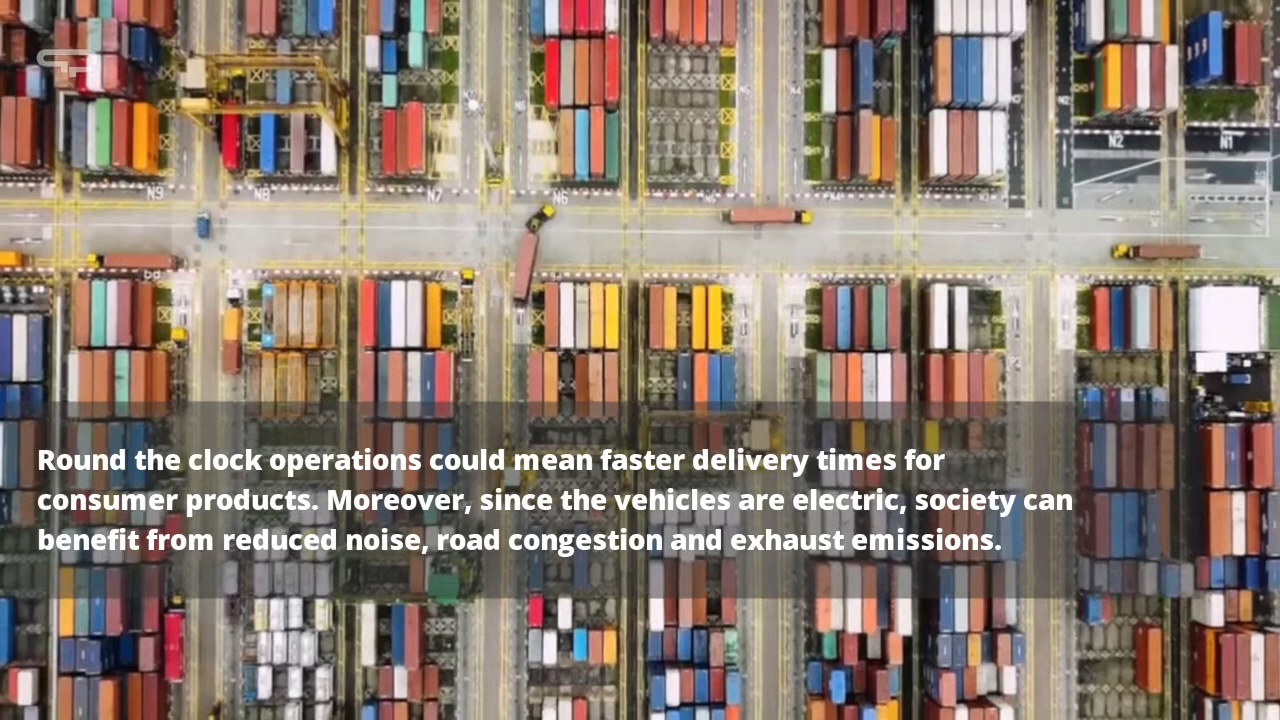 N2
N1
N9
N8
N7
N6
Round the clock operations could mean faster delivery times for
consumer products. Moreover, since the vehicles are electric, society can
benefit from reduced noise, road congestion and exhaust emissions.